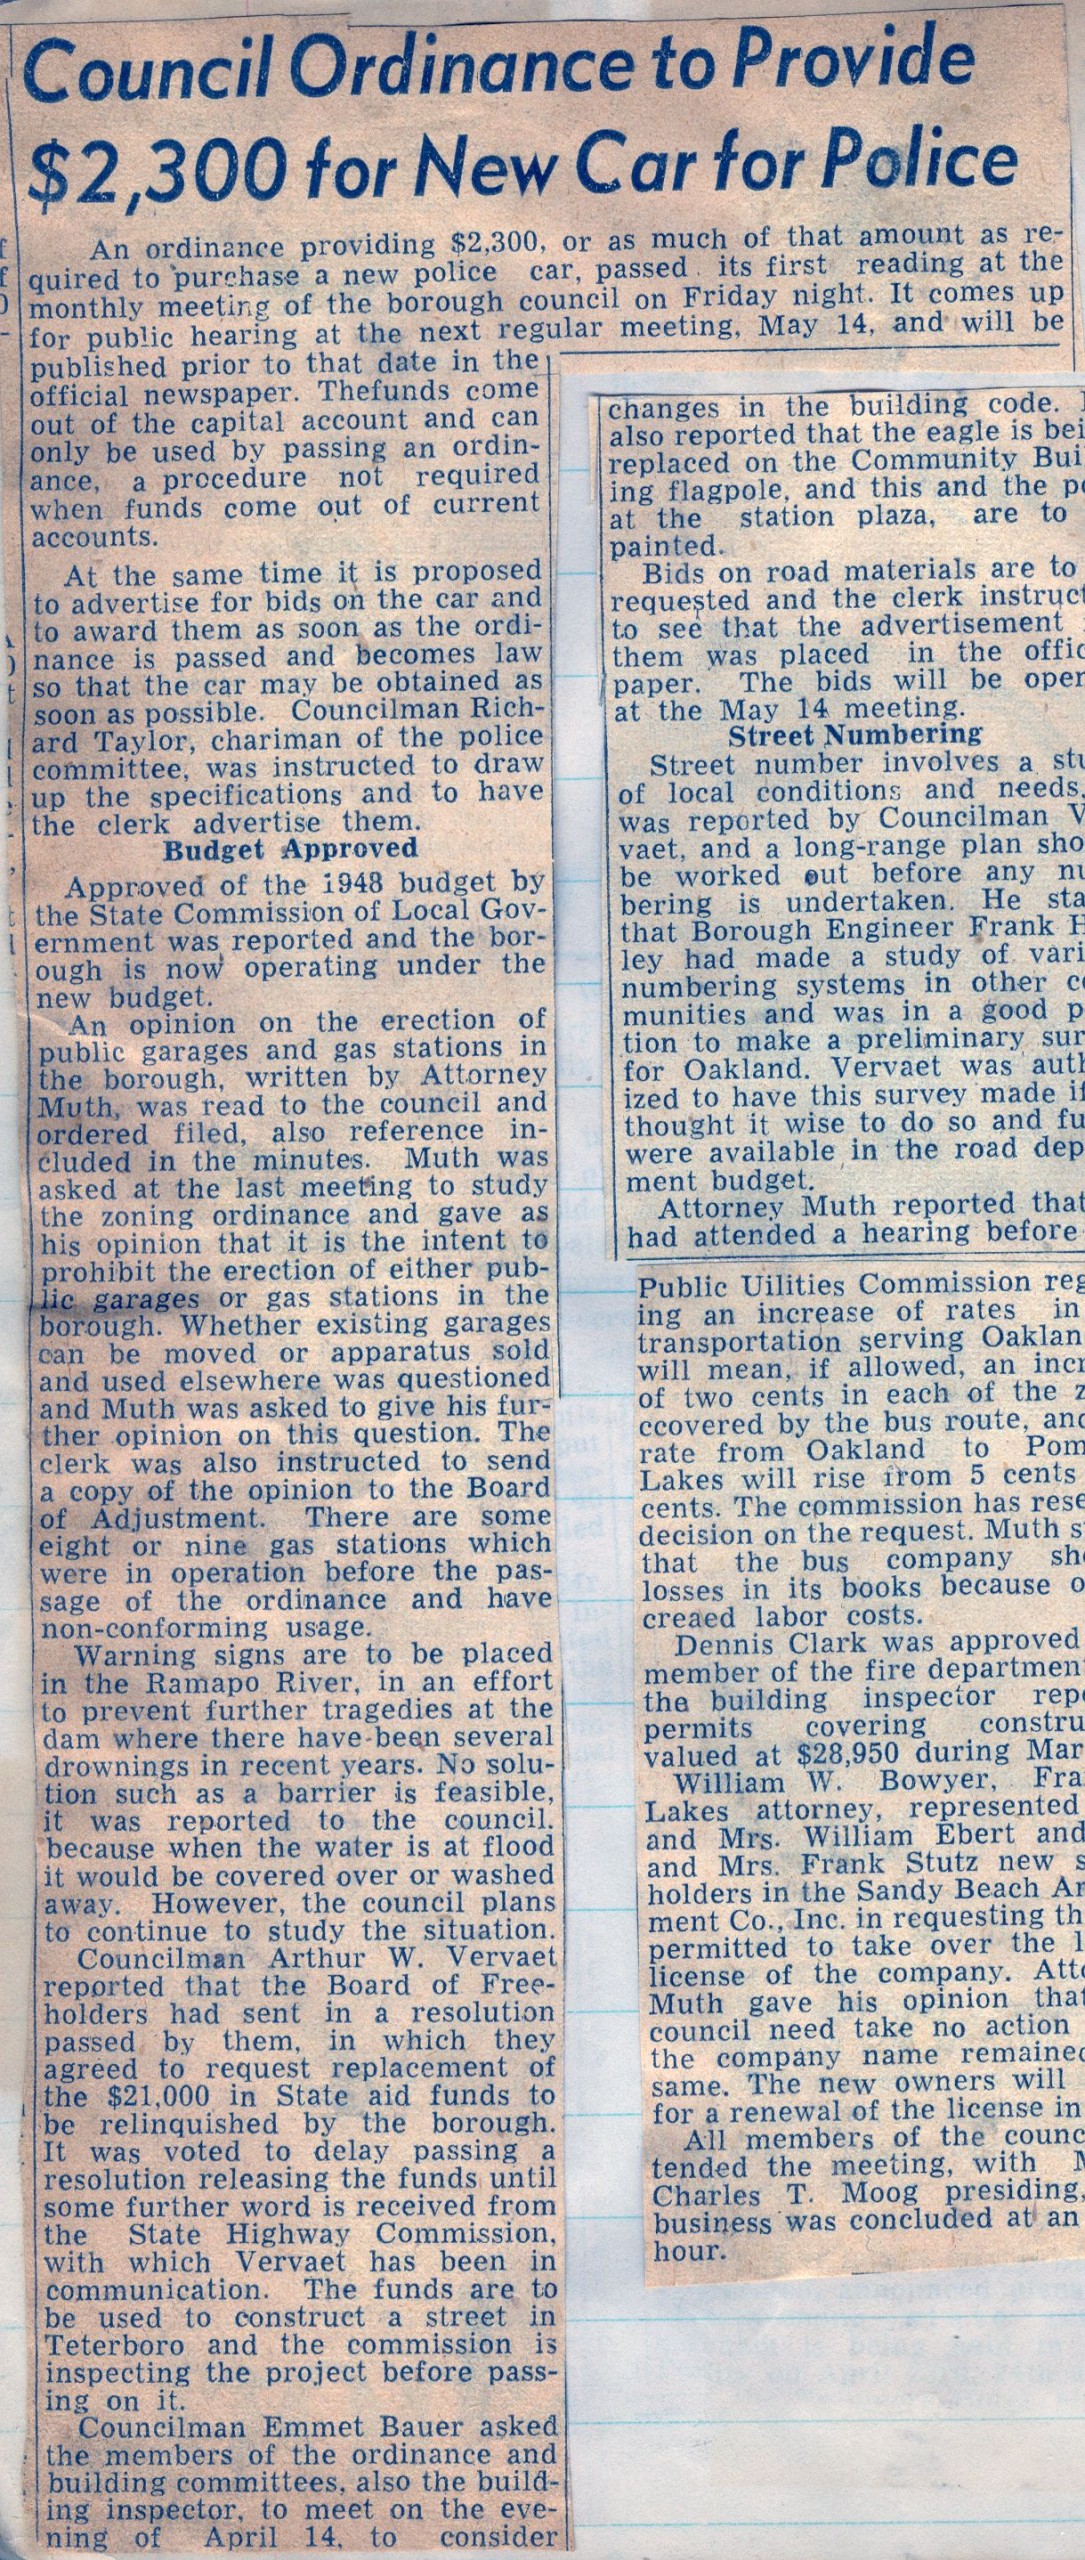 Council Ordinance to Provide
$2,300 for New Car for Police
An ordinance providing $2,300, or as much of that amount as re-
quired to purchase a new police car, passed its first reading at the
monthly meeting of the borough council on Friday night. It comes up
for public hearing at the next regular meeting, May 14, and will be
published prior to that date in the
official newspaper. Thefunds come
out of the capital account and can
only be used by passing an ordin-
ance, a procedure not required
when funds come out of current
accounts.
At the same time it is proposed
to advertise for bids on the car and
to award them as soon as the ordi-
nance is passed and becomes law
so that the car may be obtained as
soon as possible. Councilman Rich-
ard Taylor, chariman of the police
committee, was instructed to draw
up the specifications and to have
the clerk advertise them.
Budget Approved
Approved of the 1948 budget by
the State Commission of Local Gov-
ernment was reported and the bor-
ough is now operating under the
new budget.
An opinion on the erection of
public garages and gas stations in
the borough, written by Attorney
Muth, was read to the council and
ordered filed, also reference in-
cluded in the minutes. Muth was
asked at the last meeting to study
the zoning ordinance and gave as
his opinion that it is the intent to
prohibit the erection of either pub-
lic garages or gas stations in the
borough. Whether existing garages
can be moved or apparatus sold
and used elsewhere was questioned
and Muth was asked to give his fur-
ther opinion on this question. The
clerk was also instructed to send
a copy of the opinion to the Board
of Adjustment. There are some
eight or nine gas stations which
were in operation before the pas-
sage of the ordinance and have
non-conforming usage.
Warning signs are to be placed
in the Ramapo River, in an effort
to prevent further tragedies at the
dam where there have been several
drownings in recent years. No solu-
tion such as a barrier is feasible,
it was reported to the council,
because when the water is at flood
it would be covered over or washed
away. However, the council plans
to continue to study the situation.
Councilman Arthur W. Vervaet
reported that the Board of Free-
holders had sent in a resolution
passed by them, in which they
agreed to request replacement of
the $21,000 in State aid funds to
be relinquished by the borough.
It was voted to delay passing a
resolution releasing the funds until
some further word is received from
the State Highway Commission,
with which Vervaet has been in
communication. The funds are to
be used to construct a street in
Teterboro and the commission is
inspecting the project before pass-
ing on it.
Councilman Emmet Bauer asked
the members of the ordinance and
building committees, also the build-
ing inspector, to meet on the eve-
ning of April 14, to consider
changes in the building code.
also reported that the eagle is bei
replaced on the Community Buil
ing flagpole, and this and the po
at the station plaza, are to
painted.
Bids on road materials are to
requested and the clerk instruct
to see that the advertisement
them was placed in the offic
paper. The bids will be open
at the May 14 meeting.
Street Numbering
Street number involves a stu
of local conditions and needs,
was reported by Councilman V
vaet, and a long-range plan sho
be worked out before any nu
bering is undertaken. He sta
that Borough Engineer Frank H
ley had made a study of vari
numbering systems in other co
munities and was in a good p
tion to make a preliminary sur
for Oakland. Vervaet was auth
ized to have this survey made if
thought it wise to do so and fu
were available in the road dep
ment budget.
Attorney Muth reported that
had attended a hearing before
Public Uilities Commission reg
ing an increase of rates in
transportation serving Oaklan
will mean, if allowed, an incr
of two cents in each of the z
ccovered by the bus route, and
rate from Oakland to Pom
Lakes will rise from 5 cents
cents. The commission has rese
decision on the request. Muth s
that the bus company sh
losses in its books because o
creaed labor costs.
Dennis Clark was approved
member of the fire department
the building inspector repo
permits covering constru
valued at $28,950 during Mar
William W. Bowyer, Fra
Lakes attorney, represented
and Mrs. William Ebert and
and Mrs. Frank Stutz new s
holders in the Sandy Beach Am
ment Co., Inc. in requesting th
permitted to take over the l
license of the company. Atto
Muth gave his opinion that
council need take no action
the company name remained
same. The new owners will
for a renewal of the license in
All members of the counc
tended the meeting, with M
Charles T. Moog presiding,
business was concluded at an
hour.